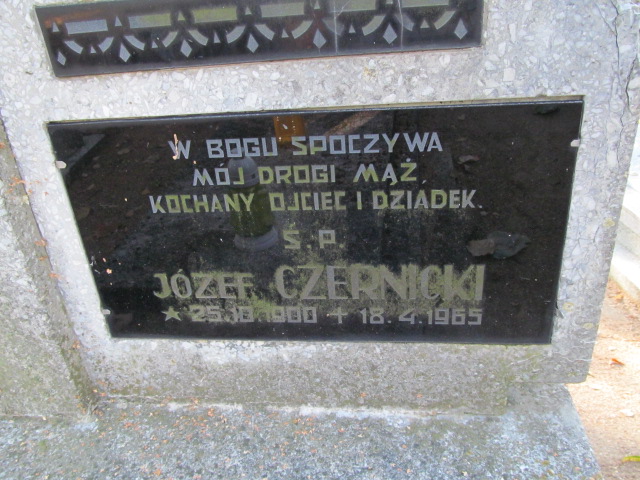 W BOGU SPOCZYWA
MÓJ DROGI MĄŻ,
KOCHANY OJCIEC I DZIADEK.
Ś.P.
JÓZEF CZERNICKI
★ 25.10.1900 + 18.4.1965